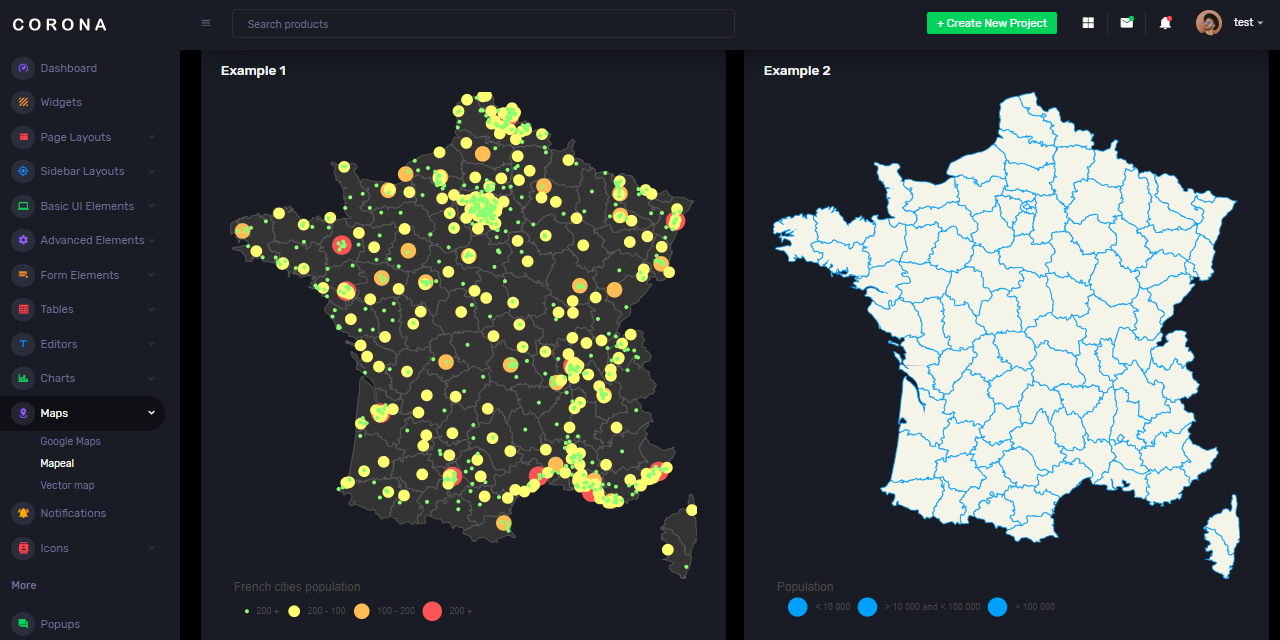 CORONA
Search products
+ Create New Project
test
Dashboard
Widgets
Page Layouts
Sidebar Layouts
Basic UI Elements
Advanced Elements
Form Elements
Tables
Editors
Charts
Maps
Google Maps
Mapeal
Vector map
Notifications
Icons
More
Popups
Example 1
French cities population
200 +
200 - 100
100 - 200
200 +
Example 2
Population
< 10 000
> 10 000 and < 100 000
> 100 000